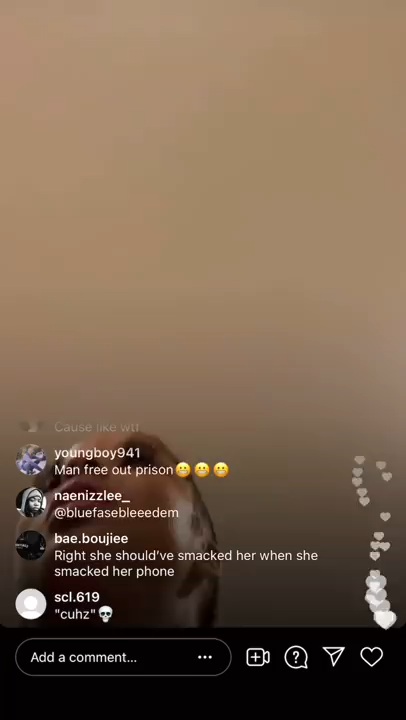 Cause like wtf
youngboy941
Man free out prison😬😬😬
naenizzlee_
@bluefasebleeedem
bae.boujiee
Right she should've smacked her when she
smacked her phone
scl.619
"cuhz"💀
Add a comment...